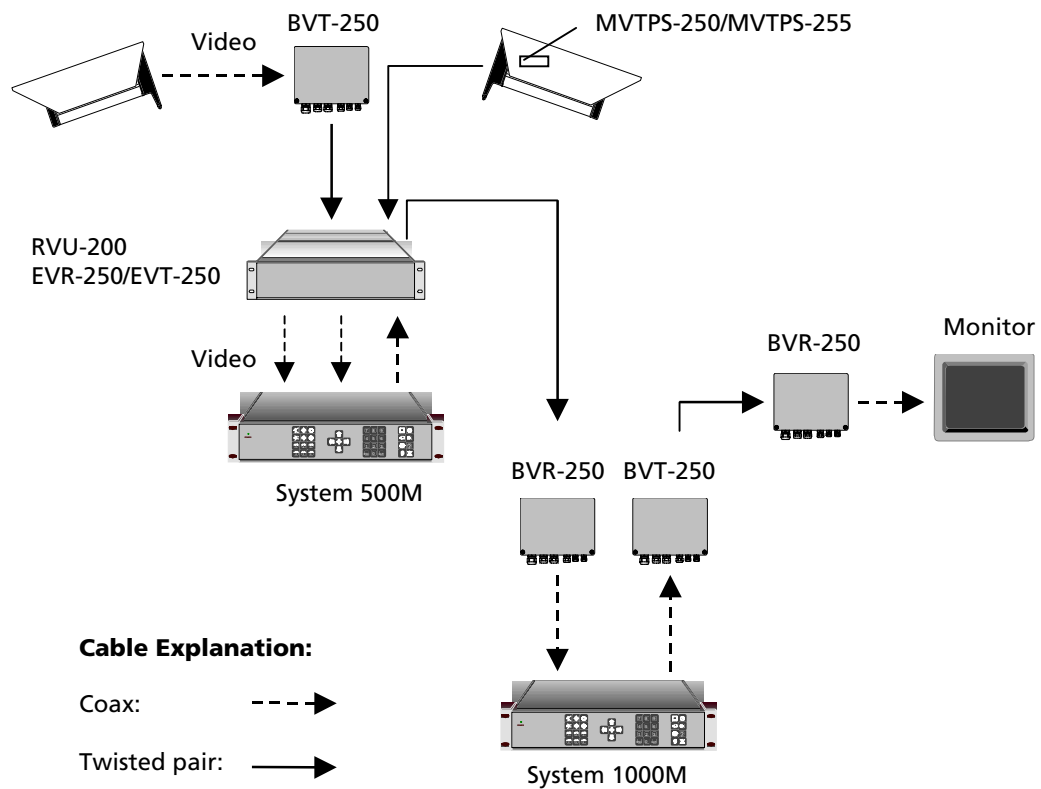 BVT-250
MVTPS-250/MVTPS-255
Video
RVU-200
EVR-250/EVT-250
Video
System 500M
BVR-250
Monitor
BVR-250
BVT-250
Cable Explanation:
Coax:
Twisted pair:
System 1000M